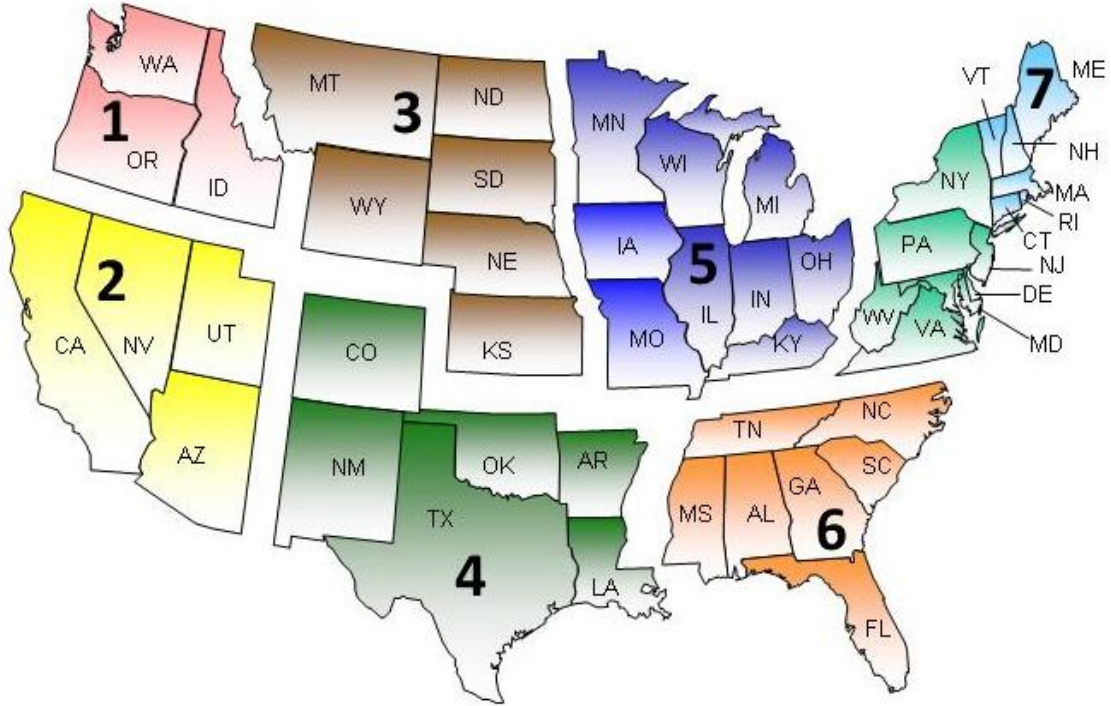 WA
1
OR
ID
MT
3
ND
WY
SD
NE
KS
2
CA
NV
UT
AZ
CO
NM
OK
AR
TX
4
LA
MN
WI
MI
IA
5
OH
IL
IN
MO
KY
TN
NC
SC
MS
AL
GA
6
FL
VT
7
ME
NH
NY
MA
RI
CT
PA
NJ
DE
WV
VA
MD